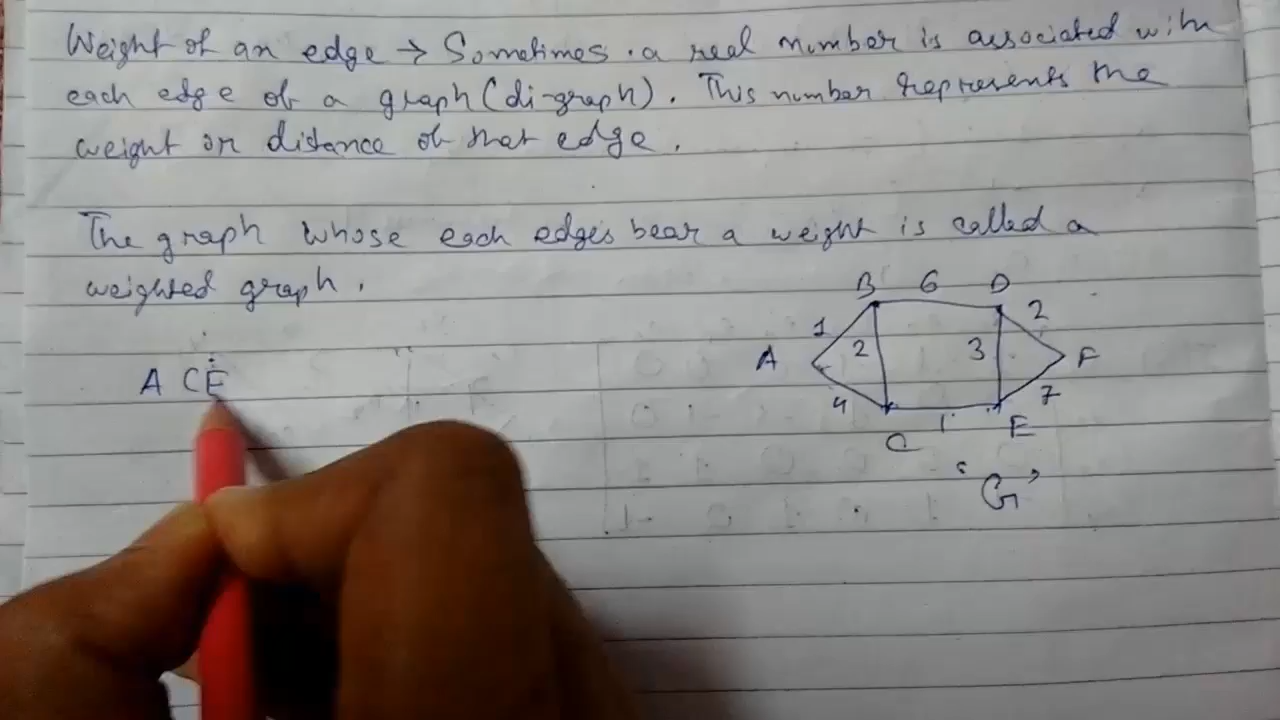 Weight of an edge → Sometimes a real number is associated with
each edge of a graph (di-graph). This number represents the
weight or distance of that edge.
The graph whose each edges bear a weight is called a
weighted graph.
B 6 D
1 2
A 2 3 F
4 7
C 1 E
A C E
'G'